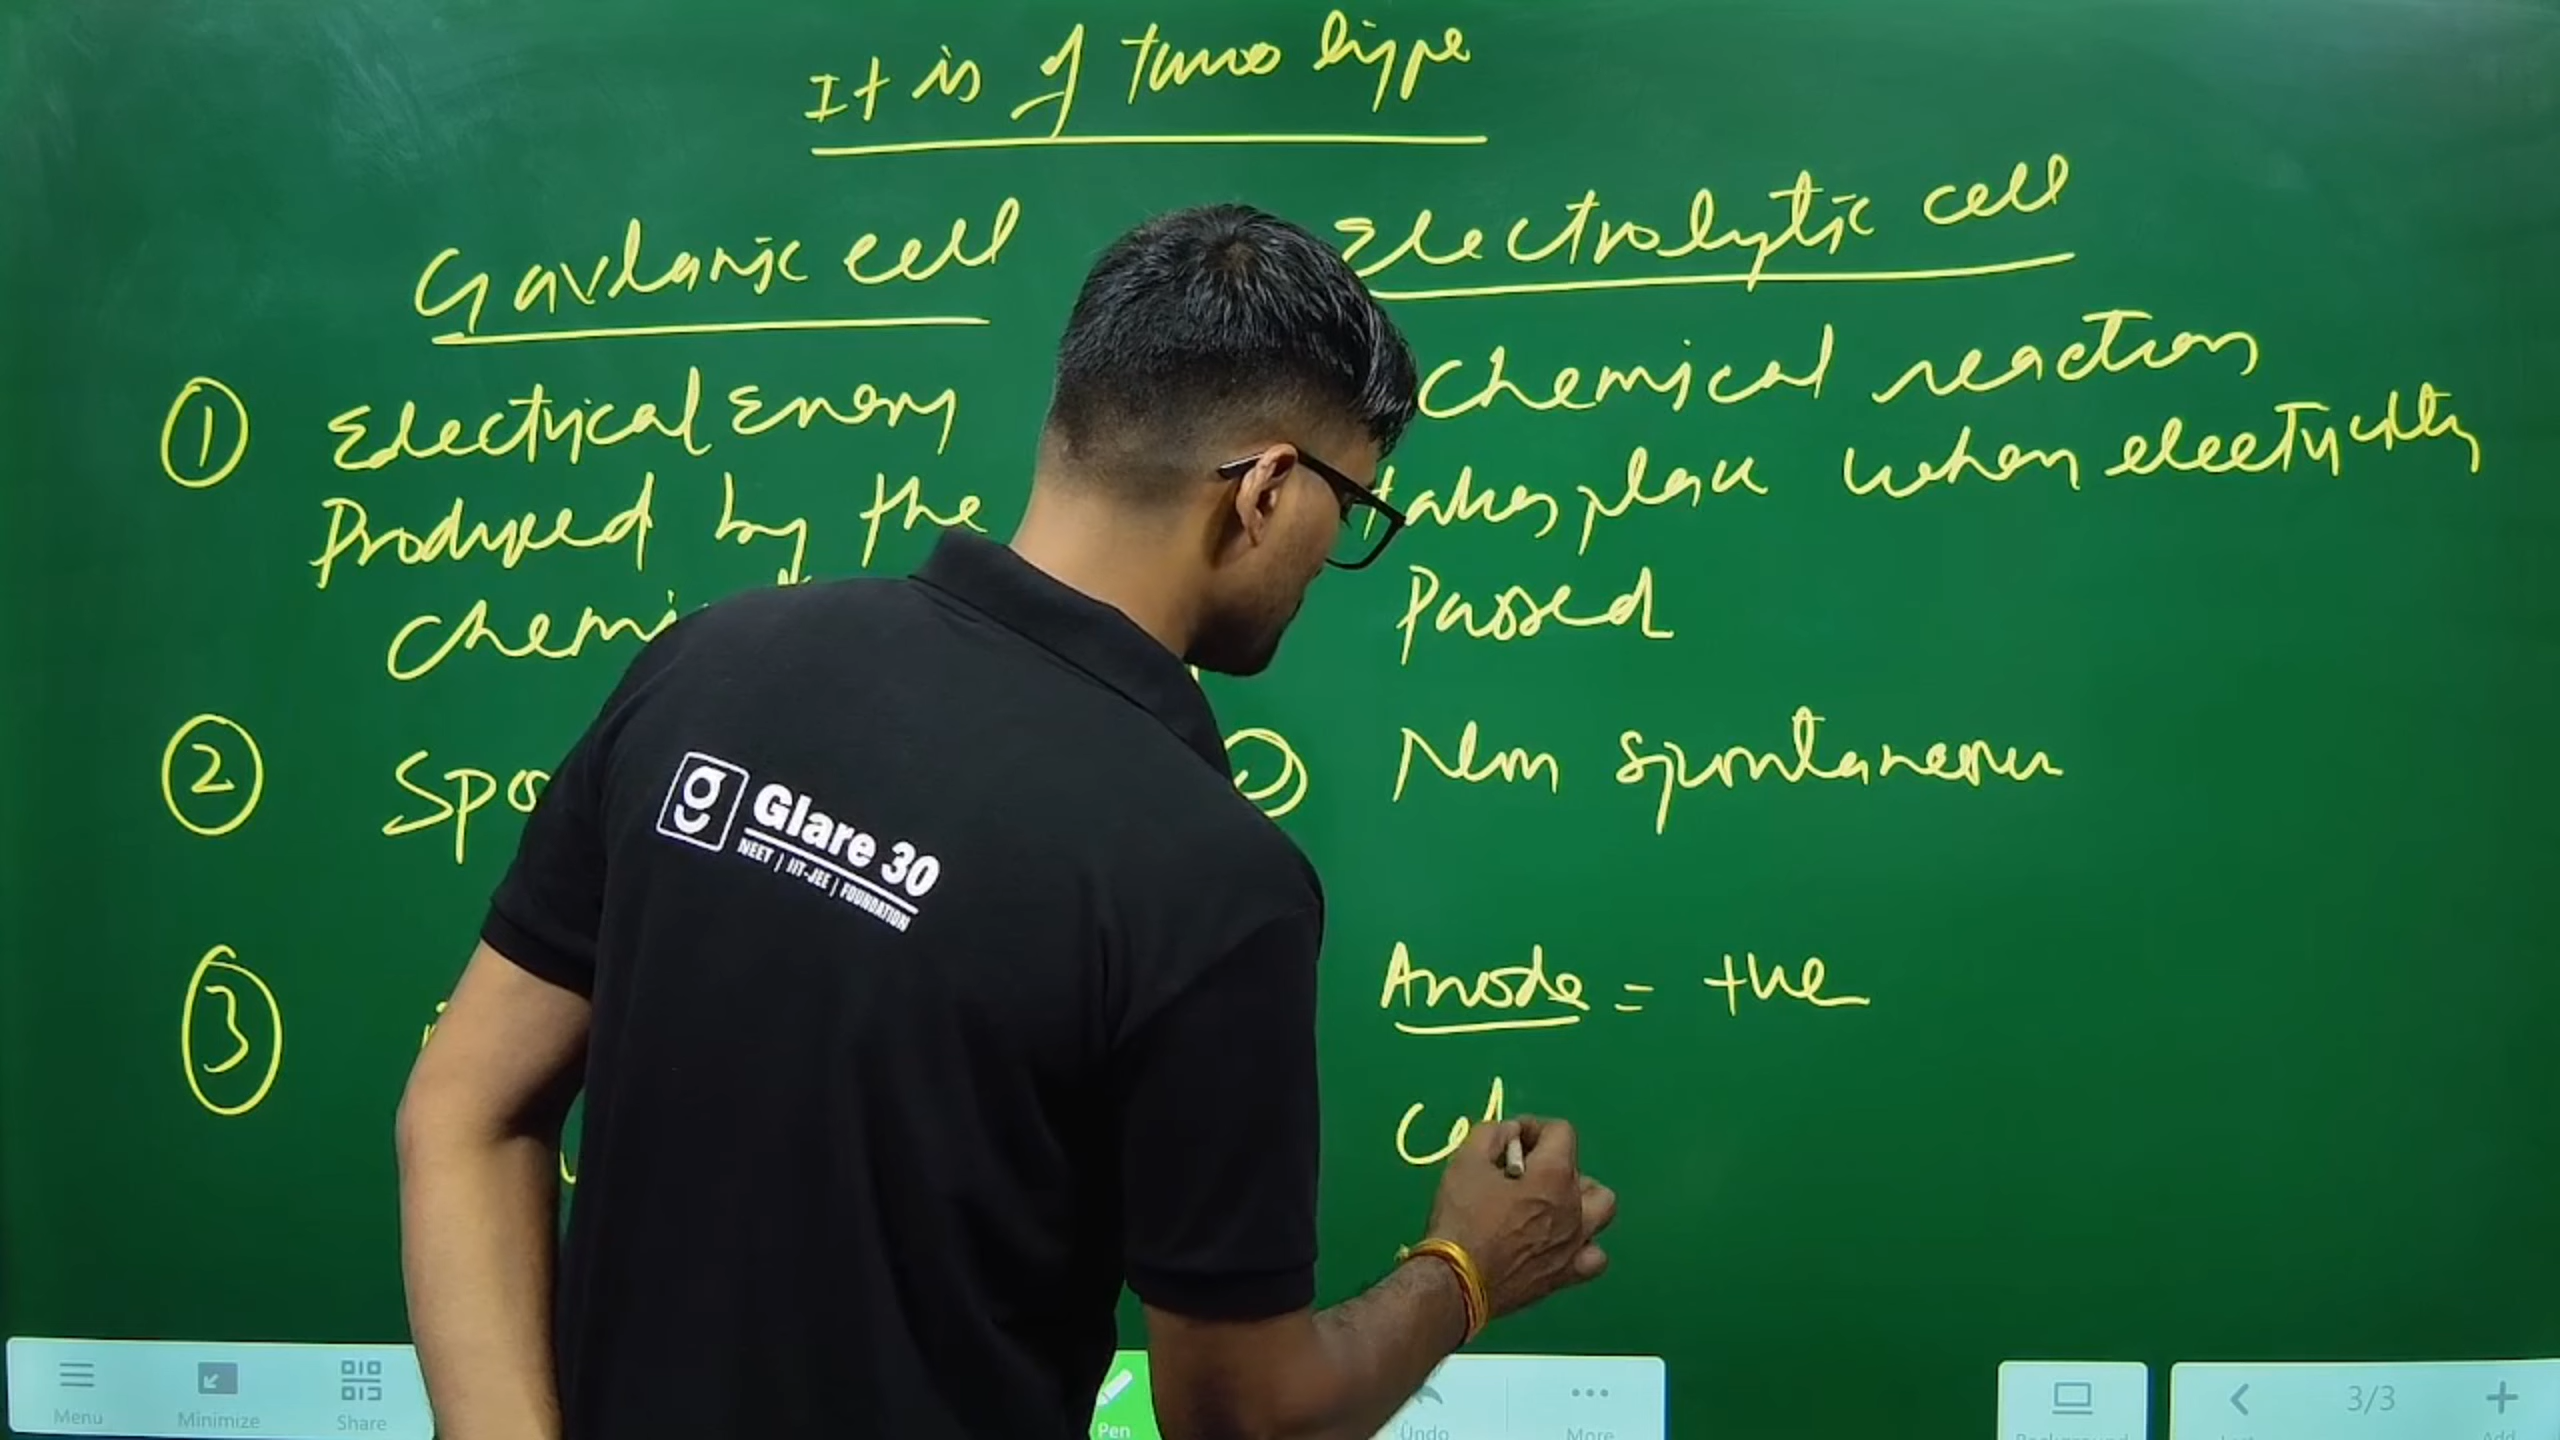 It is of two type
Gavlanic cell
Electrolytic cell
1 Electrical Energy
Produced by the
Chemi
Chemical reaction
takes place when electricity
Passed
2 Spo
Non spontaneous
3
Anode = +ve
Cat
g Glare 30
NEET | IIT-JEE | FOUNDATION
Menu
Minimize
Share
Pen
Undo
More
3/3